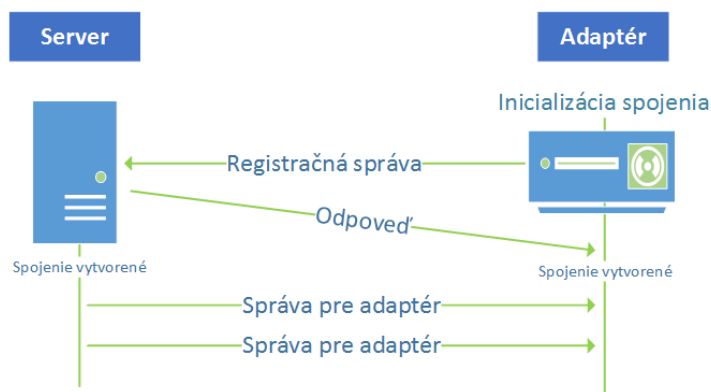 Server
Adaptér
Inicializácia spojenia
Registračná správa
Odpoveď
Spojenie vytvorené
Spojenie vytvorené
Správa pre adaptér
Správa pre adaptér